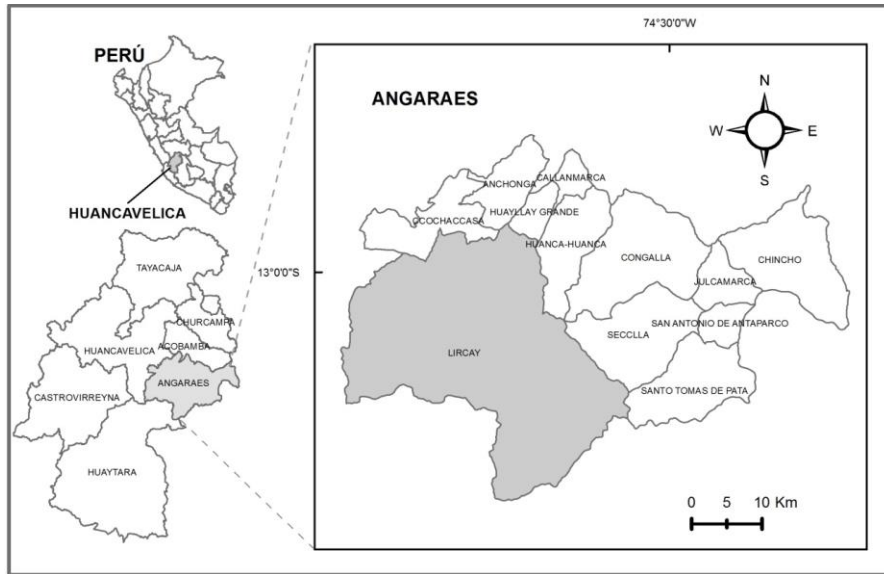 74°30'0"W
PERÚ
HUANCAVELICA
TAYACAJA
CHURCAMPA
HUANCAVELICA
ACOBAMBA
ANGARAES
CASTROVIRREYNA
HUAYTARA
ANGARAES
N
W
E
S
13°0'0"S
ANCHONGA
CALLANMARCA
CCOCHACCASA
HUAYLLAY GRANDE
HUANCA-HUANCA
CONGALLA
CHINCHO
JULCAMARCA
LIRCAY
SECCLLA
SAN ANTONIO DE ANTAPARCO
SANTO TOMAS DE PATA
0 5 10 Km